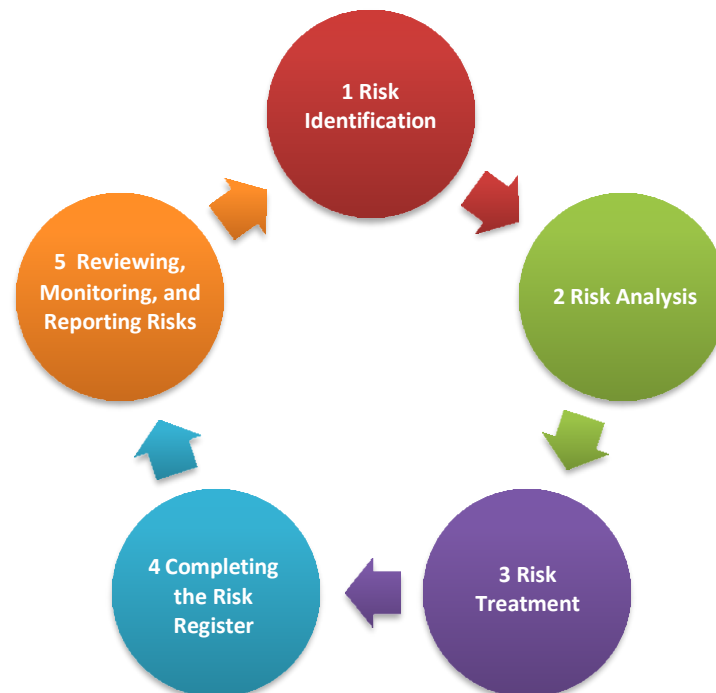 1 Risk
Identification
2 Risk Analysis
3 Risk
Treatment
4 Completing
the Risk
Register
5  Reviewing,
Monitoring, and
Reporting Risks